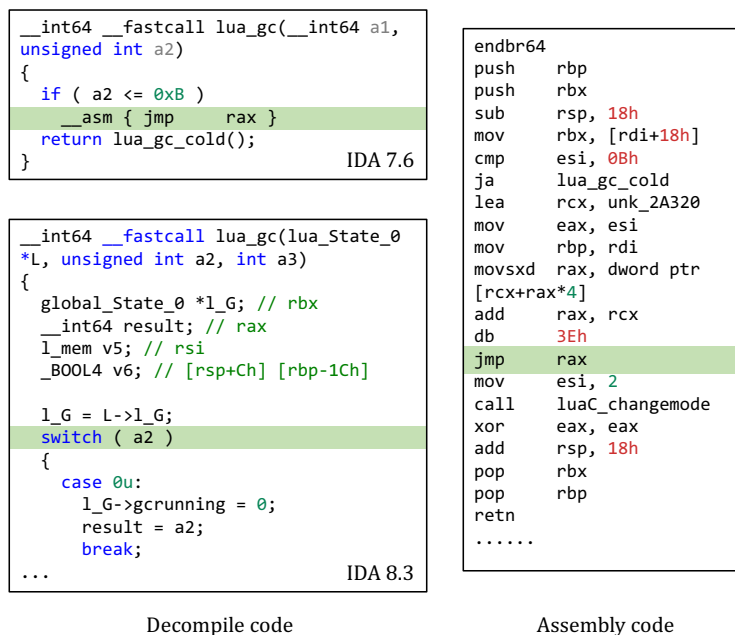 __int64 __fastcall lua_gc(__int64 a1,
unsigned int a2)
{
  if ( a2 <= 0xB )
    __asm { jmp     rax }
  return lua_gc_cold();
}
IDA 7.6
__int64 __fastcall lua_gc(lua_State_0
*L, unsigned int a2, int a3)
{
  global_State_0 *l_G; // rbx
  __int64 result; // rax
  l_mem v5; // rsi
  _BOOL4 v6; // [rsp+Ch] [rbp-1Ch]
  l_G = L->l_G;
  switch ( a2 )
  {
    case 0u:
      l_G->gcrunning = 0;
      result = a2;
      break;
...
IDA 8.3
Decompile code
endbr64
push    rbp
push    rbx
sub     rsp, 18h
mov     rbx, [rdi+18h]
cmp     esi, 0Bh
ja      lua_gc_cold
lea     rcx, unk_2A320
mov     eax, esi
mov     rbp, rdi
movsxd  rax, dword ptr
[rcx+rax*4]
add     rax, rcx
db      3Eh
jmp     rax
mov     esi, 2
call    luaC_changemode
xor     eax, eax
add     rsp, 18h
pop     rbx
pop     rbp
retn
......
Assembly code